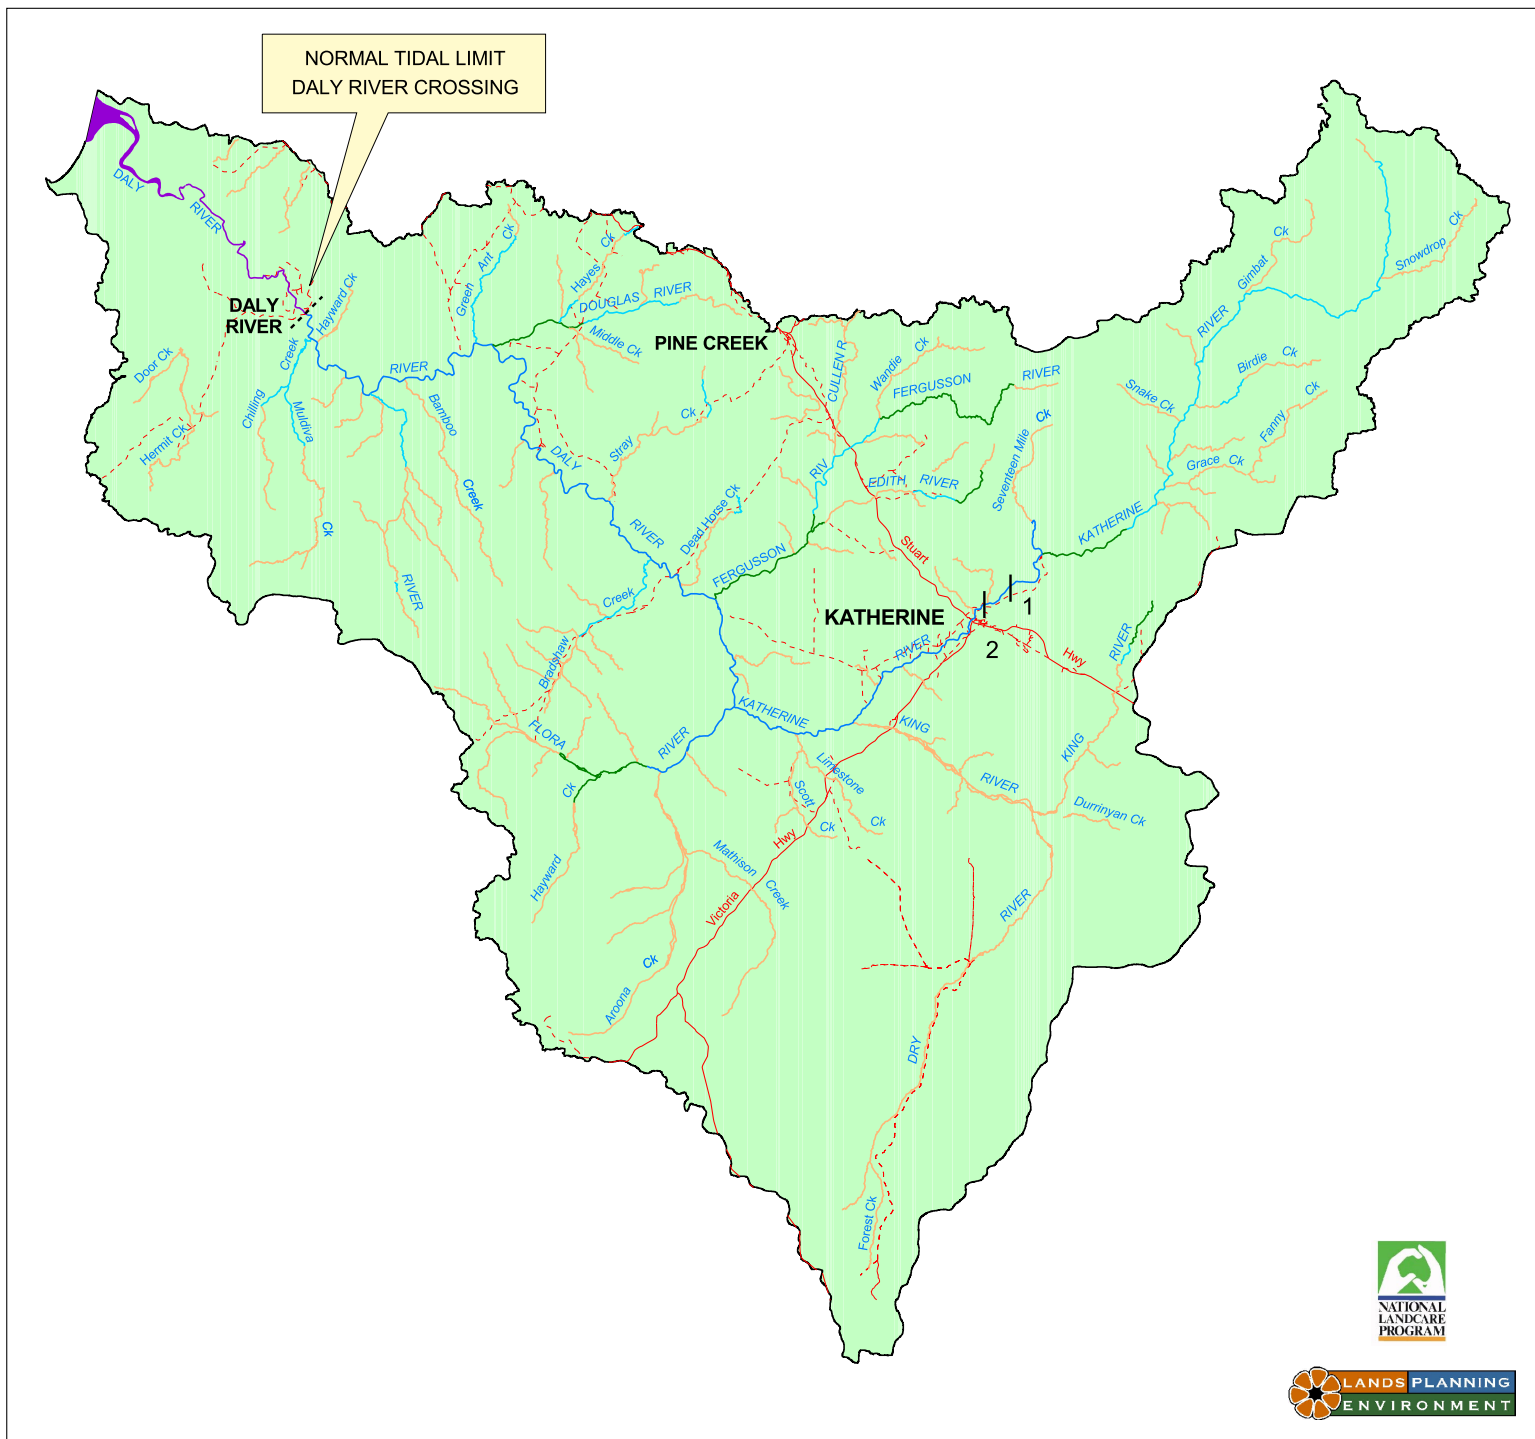 NORMAL TIDAL LIMIT
DALY RIVER CROSSING
DALY
RIVER
DALY
RIVER
Hayward Ck
Creek
Chilling
Muldiva
Ck
Door Ck
Hermit Ck
RIVER
Bamboo
Creek
RIVER
Green
Ant
Ck
Hayes
Ck
DOUGLAS
RIVER
Middle Ck
PINE CREEK
CULLEN R
Wandie
Ck
FERGUSSON
RIVER
Stray
Ck
DALY
RIVER
Dead Horse Ck
RIV
FERGUSSON
EDITH
RIVER
Seventeen Mile
Ck
Snake Ck
Birdie
Ck
Fanny
Ck
Grace
Ck
Gimbat
Ck
RIVER
Snowdrop
Ck
KATHERINE
Stuart
KATHERINE
1
2
RIVER
Hwy
RIVER
KING
Bradshaw
Creek
FLORA
RIVER
KATHERINE
KING
RIVER
Durrinyan Ck
Limestone
Ck
Scott
Ck
Hwy
Victoria
Ck
Hayward
Mathison
Creek
Aroona
Ck
RIVER
DRY
Forest Ck
NATIONAL
LANDCARE
PROGRAM
LANDS PLANNING
ENVIRONMENT